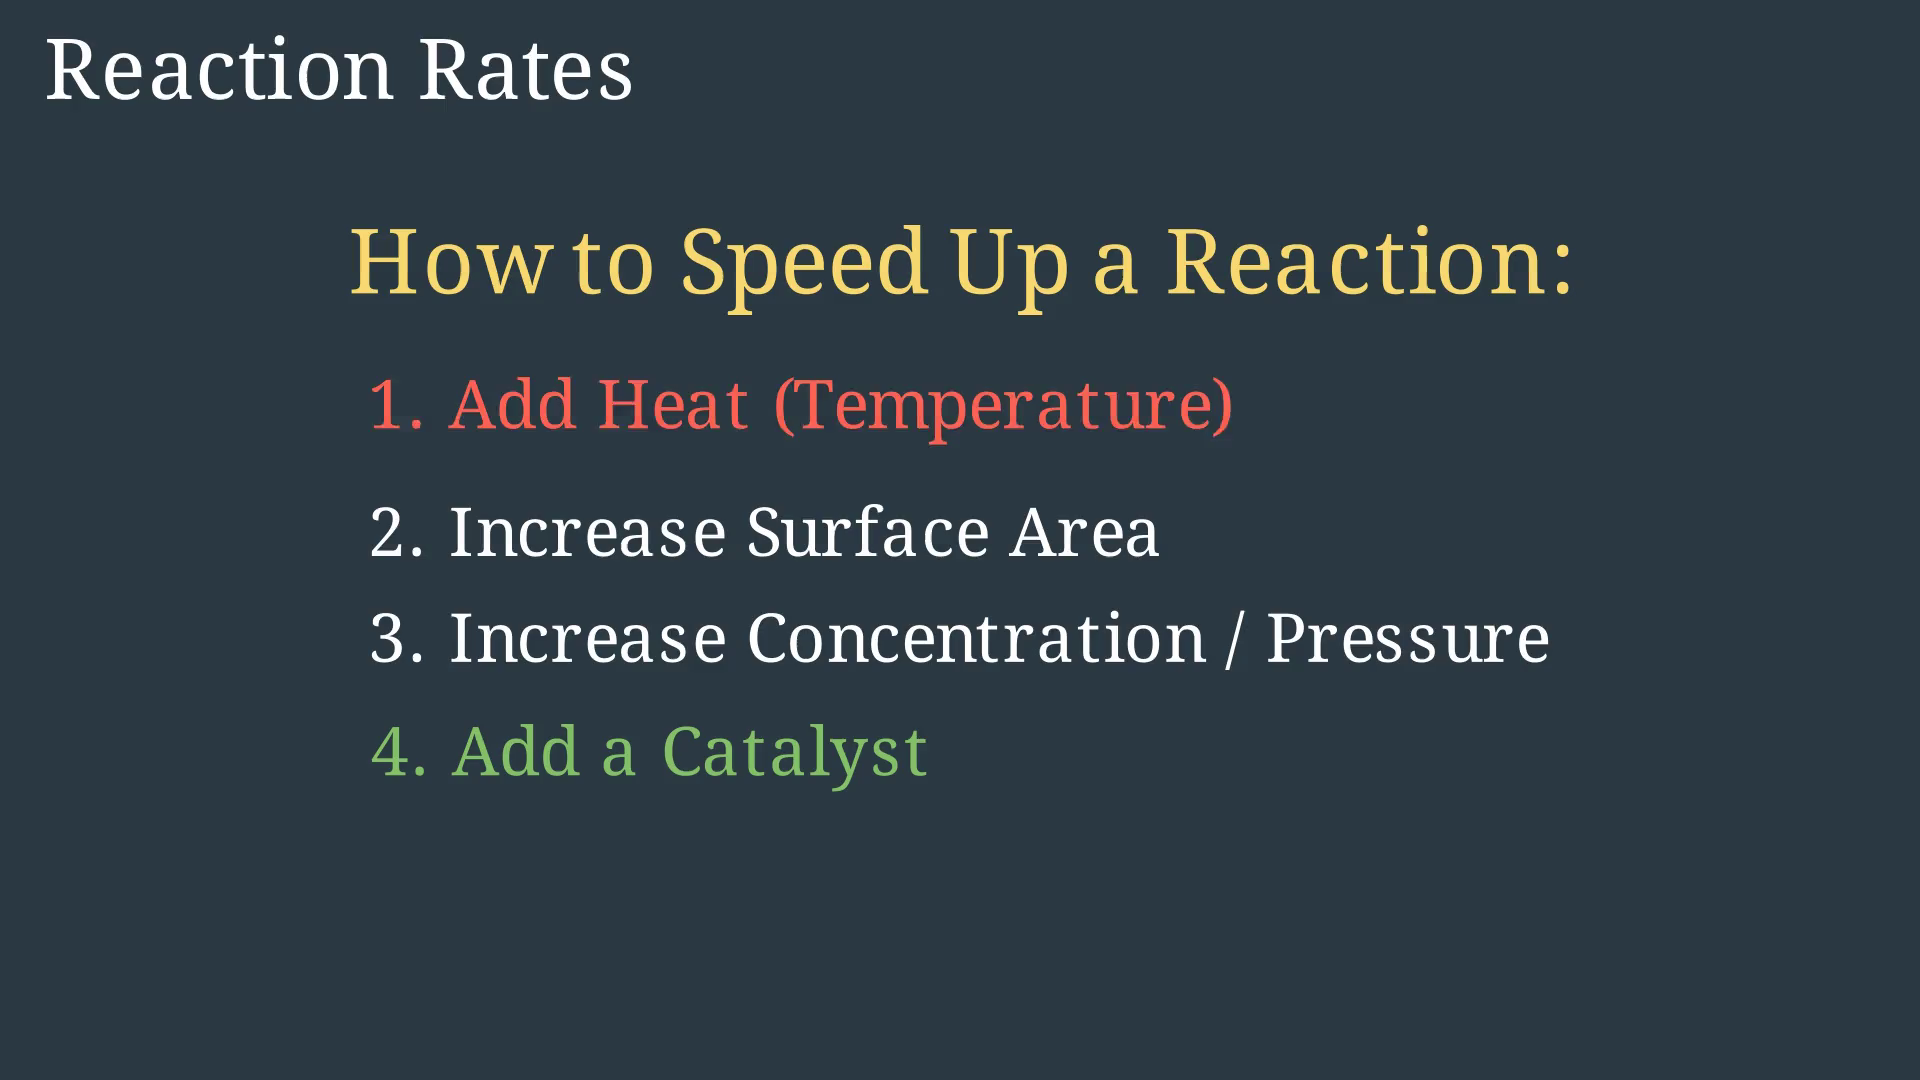 Reaction Rates
How to Speed Up a Reaction:
1. Add Heat (Temperature)
2. Increase Surface Area
3. Increase Concentration / Pressure
4. Add a Catalyst